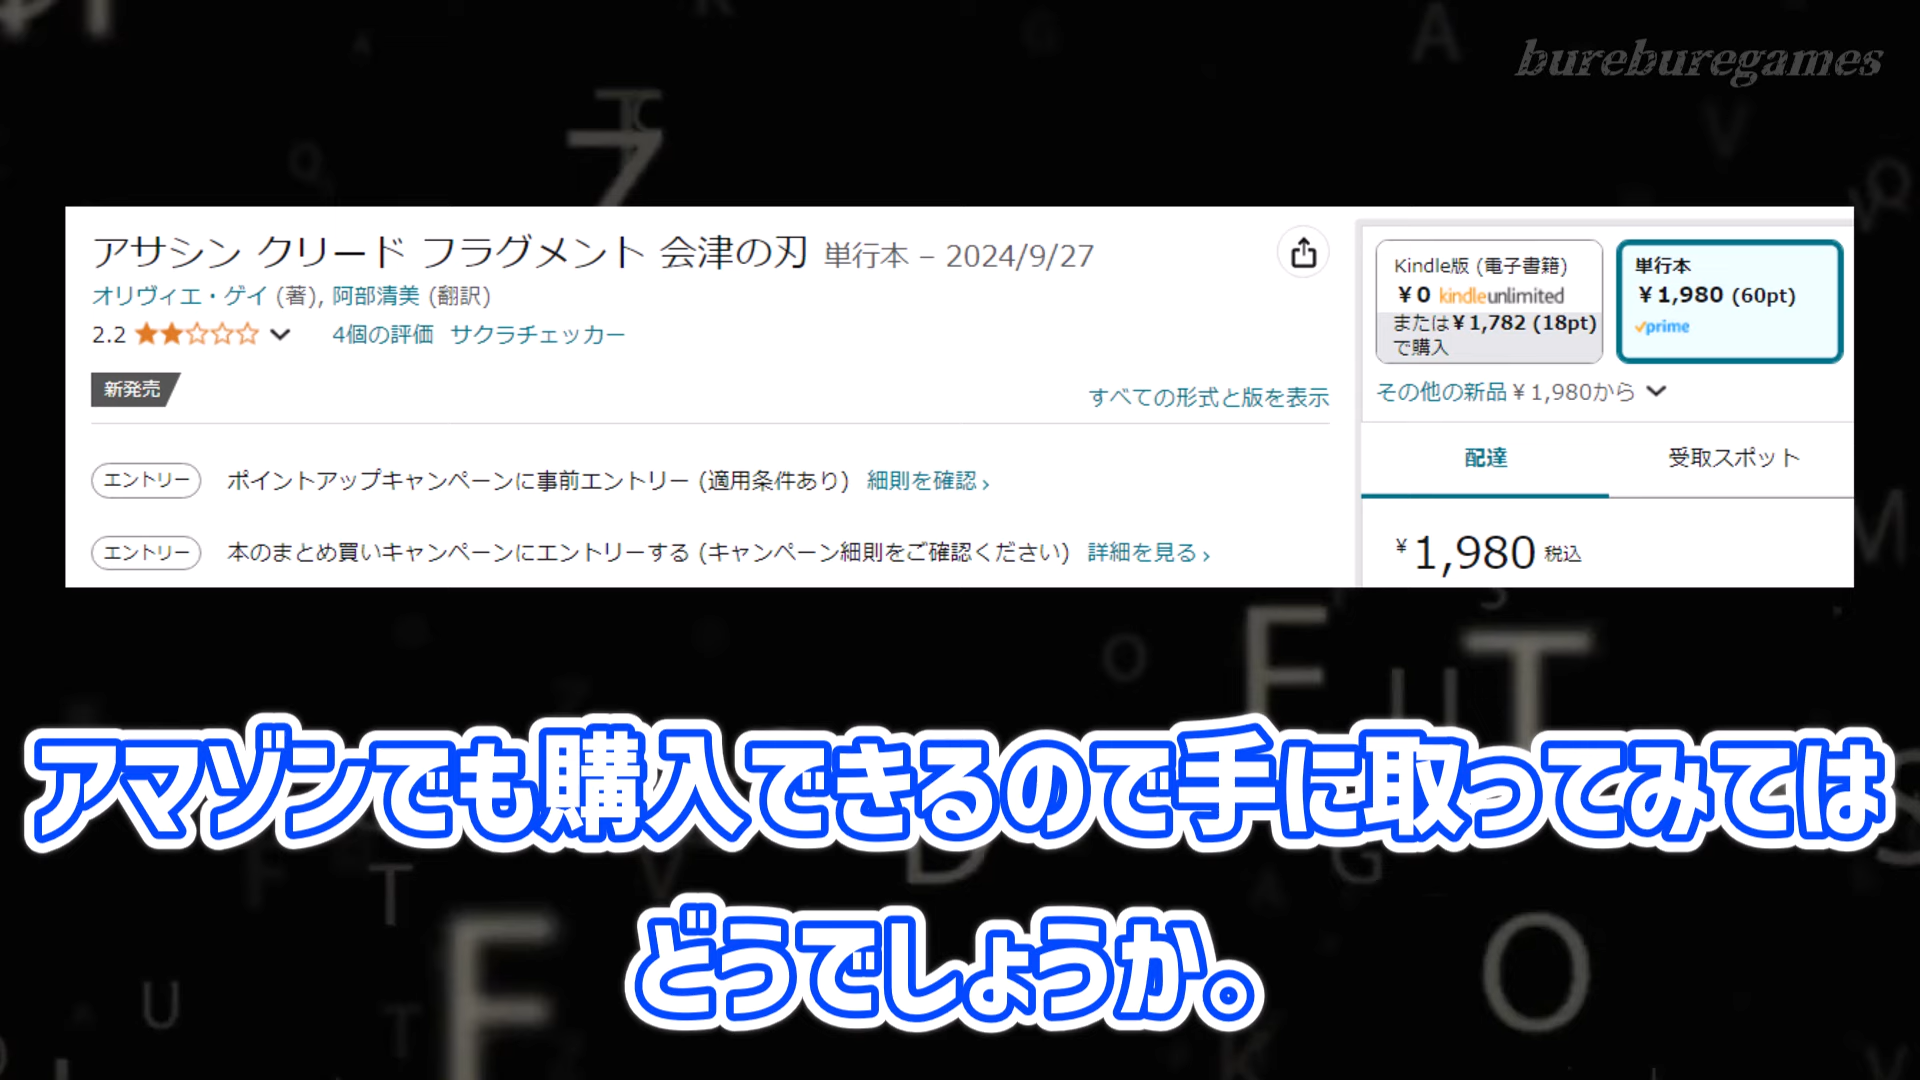 bureburegames
アサシン クリード フラグメント 会津の刃 単行本 – 2024/9/27
オリヴィエ・ゲイ (著), 阿部清美 (翻訳)
2.2 4個の評価 サクラチェッカー
新発売
すべての形式と版を表示
エントリー ポイントアップキャンペーンに事前エントリー (適用条件あり) 細則を確認 ›
エントリー 本のまとめ買いキャンペーンにエントリーする (キャンペーン細則をご確認ください) 詳細を見る ›
Kindle版 (電子書籍)
¥0 kindleunlimited
または¥1,782 (18pt)
で購入
単行本
¥1,980 (60pt)
prime
その他の新品 ¥1,980から
配達 受取スポット
¥1,980 税込
アマゾンでも購入できるので手に取ってみては
どうでしょうか。